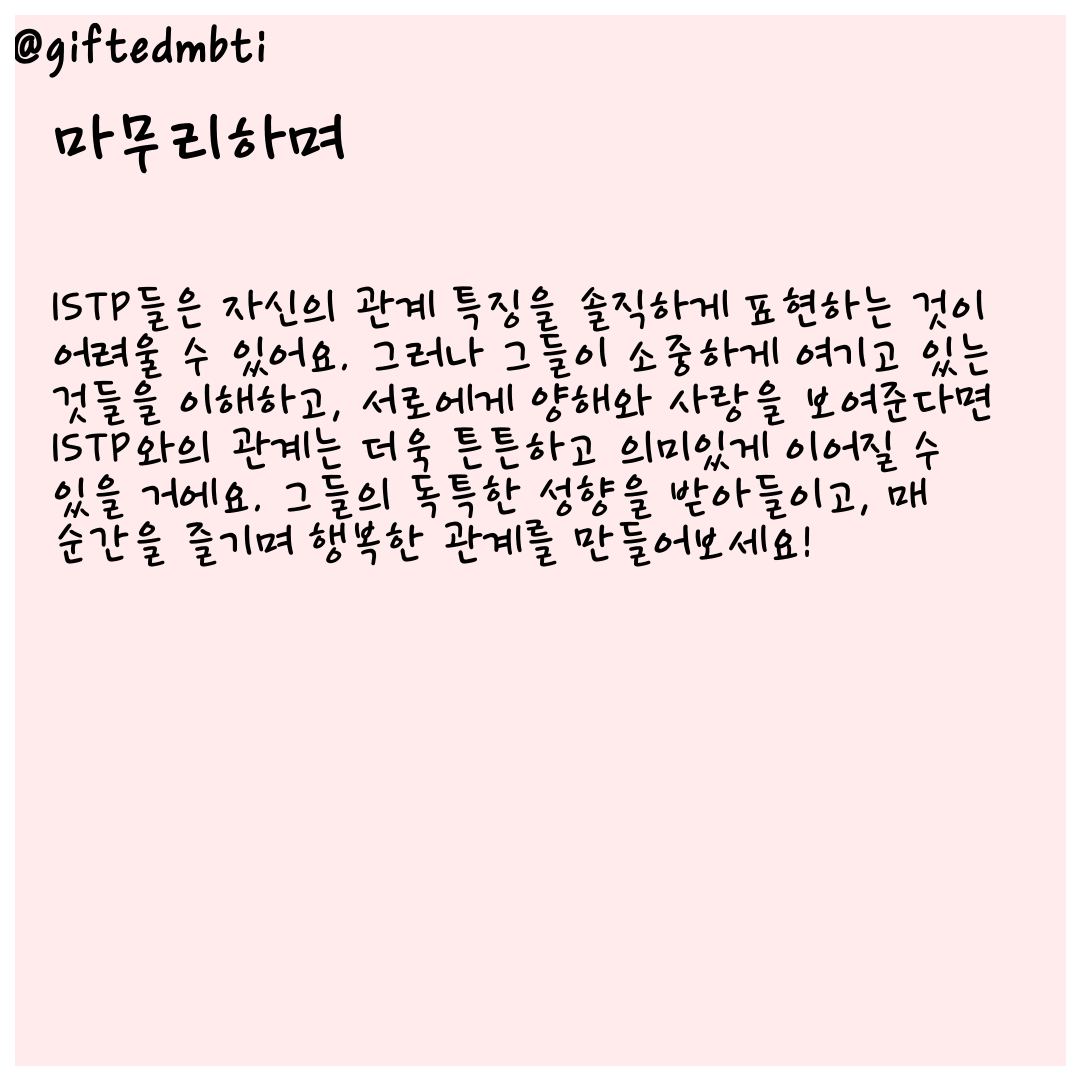 @giftedmbti
마무리하며
ISTP들은 자신의 관계 특징을 솔직하게 표현하는 것이
어려울 수 있어요. 그러나 그들이 소중하게 여기고 있는
것들을 이해하고, 서로에게 양해와 사랑을 보여준다면
ISTP와의 관계는 더욱 튼튼하고 의미있게 이어질 수
있을 거에요. 그들의 독특한 성향을 받아들이고, 매
순간을 즐기며 행복한 관계를 만들어보세요!